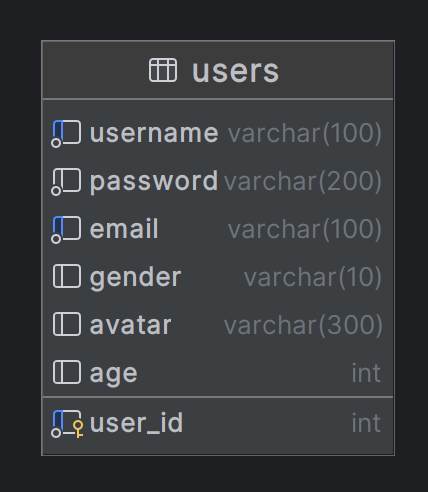 users
username varchar(100)
password varchar(200)
email varchar(100)
gender varchar(10)
avatar varchar(300)
age int
user_id int